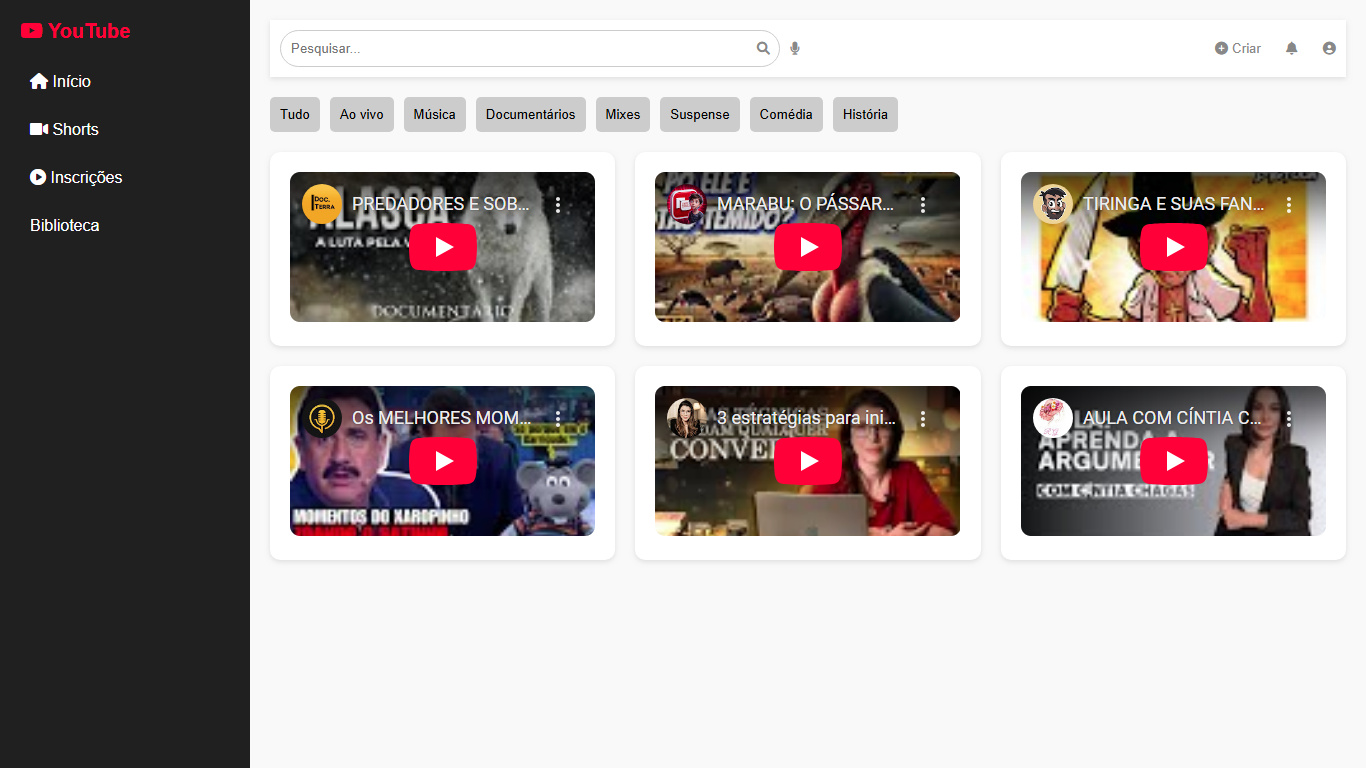 YouTube
Início
Shorts
Inscrições
Biblioteca
Pesquisar...
Criar
Tudo
Ao vivo
Música
Documentários
Mixes
Suspense
Comédia
História
DOC.
TERRA
PREDADORES E SOB...
ALASCA
A LUTA PELA
DOCUMENTÁRIO
MARABU: O PÁSSAR...
TEMIDO?
TIRINGA E SUAS FAN...
Os MELHORES MOM...
MOMENTOS DO XAROPINHO
3 estratégias para ini...
AULA COM CÍNTIA C...
APRENDA A
COM CÍNTIA CHAGAS